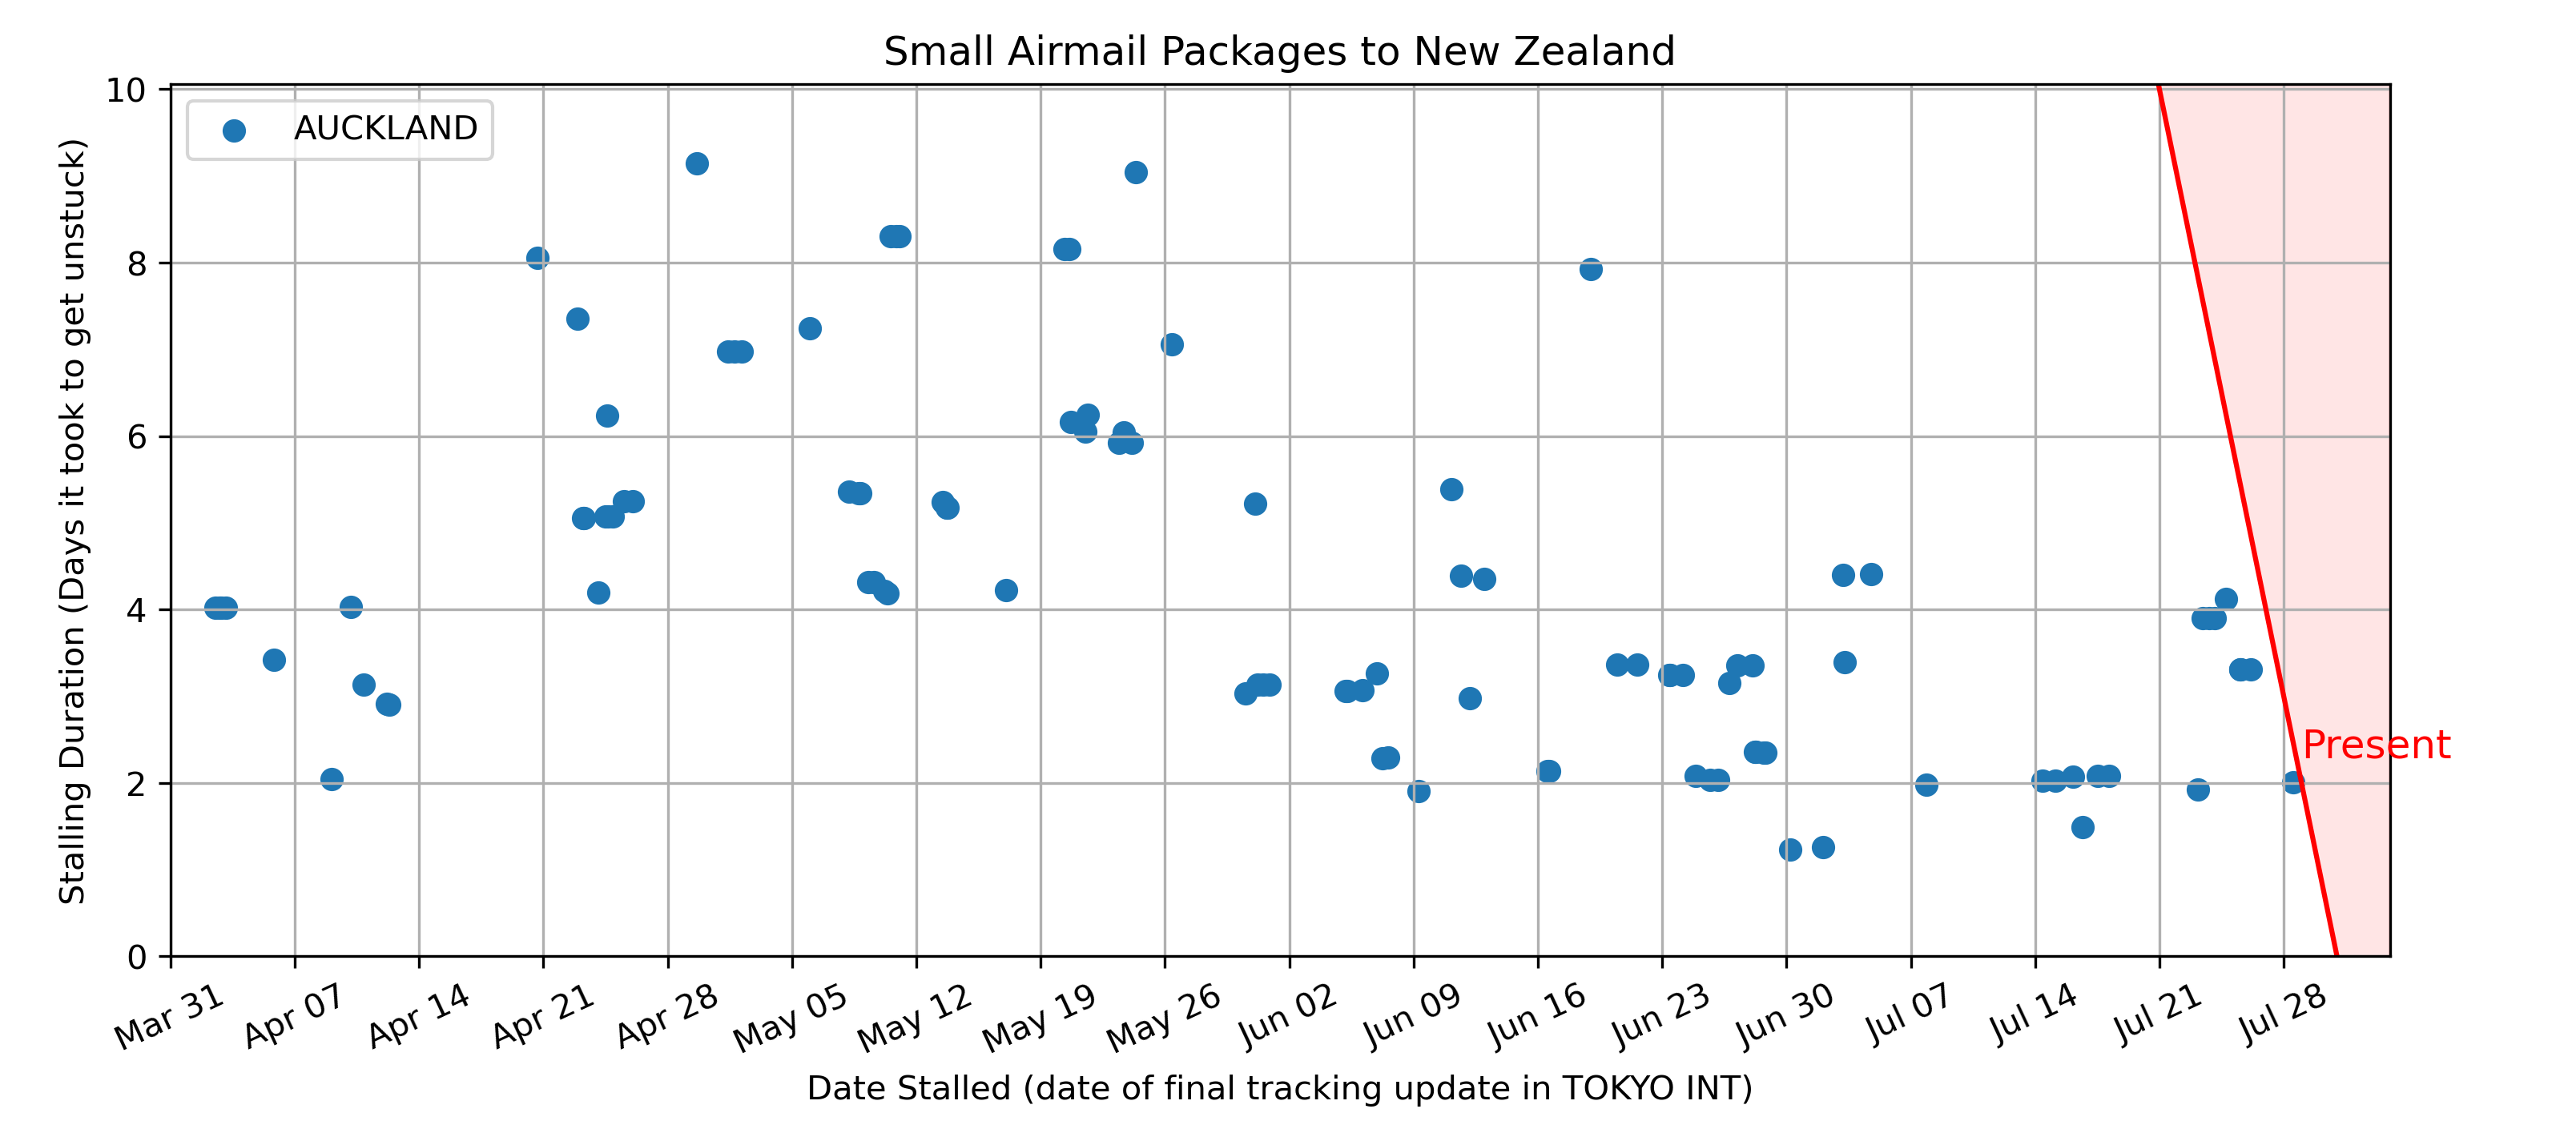 Small Airmail Packages to New Zealand
AUCKLAND
Stalling Duration (Days it took to get unstuck)
10
8
6
4
2
0
Present
Mar 31
Apr 07
Apr 14
Apr 21
Apr 28
May 05
May 12
May 19
May 26
Jun 02
Jun 09
Jun 16
Jun 23
Jun 30
Jul 07
Jul 14
Jul 21
Jul 28
Date Stalled (date of final tracking update in TOKYO INT)